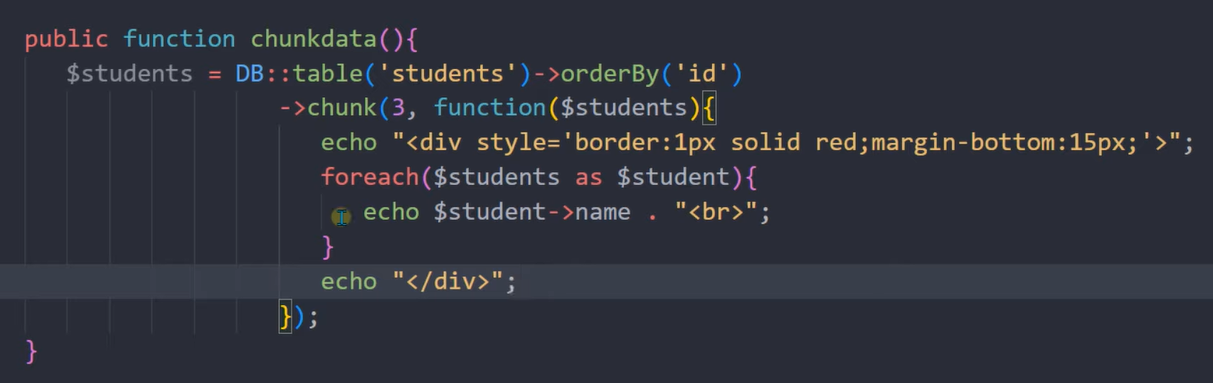 public function chunkdata(){
$students = DB::table('students')->orderBy('id')
->chunk(3, function($students){
echo "<div style='border:1px solid red;margin-bottom:15px;'>";
foreach($students as $student){
echo $student->name . "<br>";
}
echo "</div>";
});
}